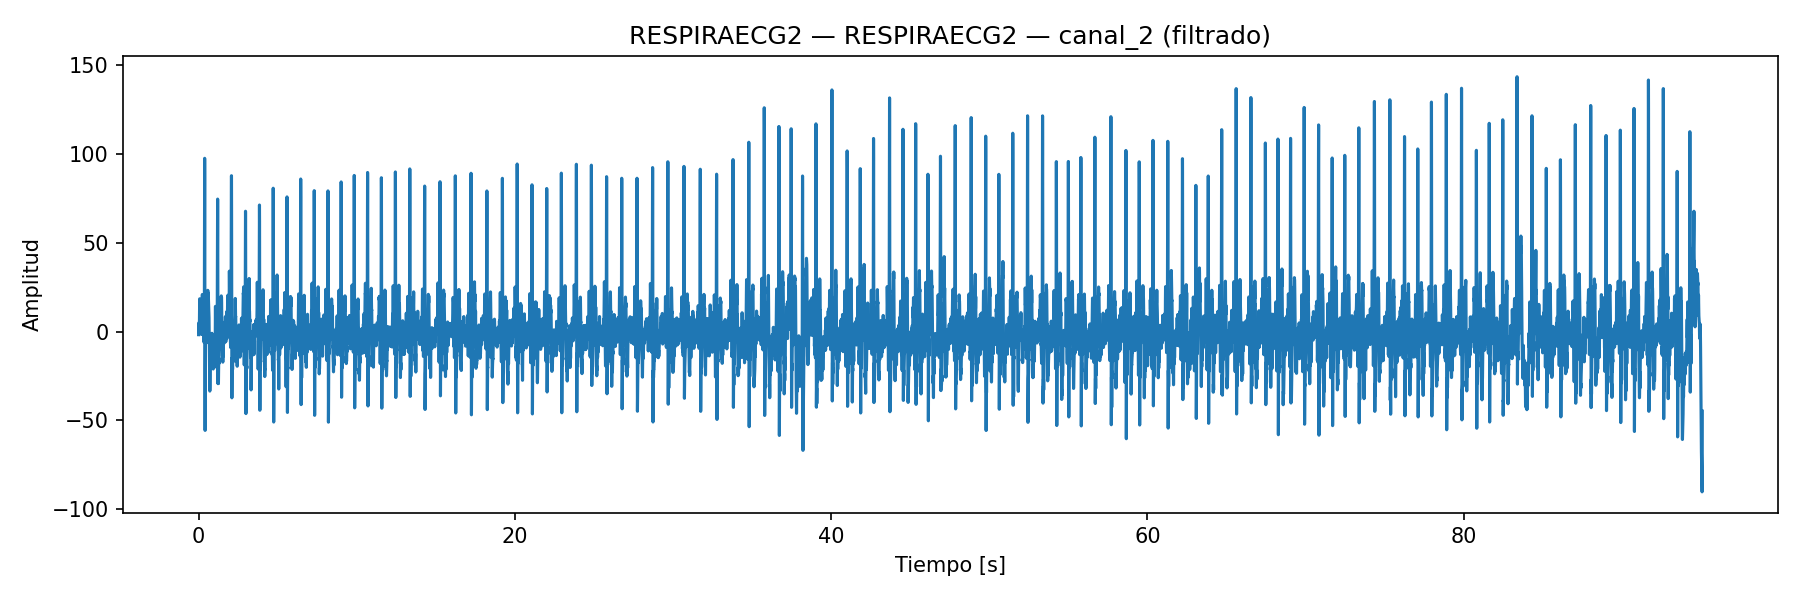 RESPIRAECG2 — RESPIRAECG2 — canal_2 (filtrado)
150
100
50
0
−50
−100
Amplitud
0 20 40 60 80
Tiempo [s]